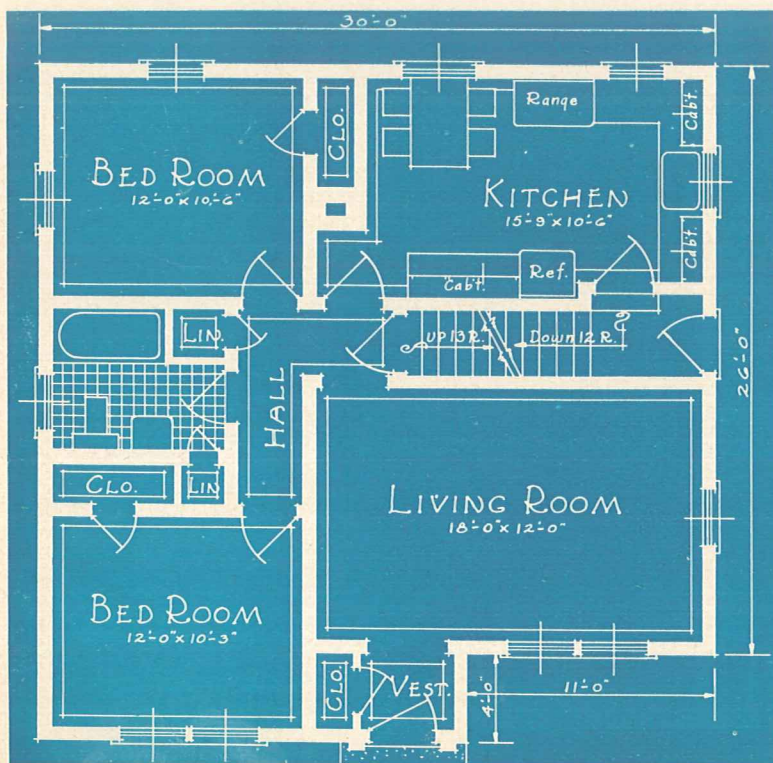 30'-0"
BED ROOM
12'-0" x 10'-6"
CLO.
Range
Cab't.
KITCHEN
15'-9" x 10'-6"
Cab't.
Cab't.
Ref.
LIN.
UP 13 R.
Down 12 R.
26'-0"
HALL
CLO.
LIN.
LIVING ROOM
18'-0" x 12'-0"
BED ROOM
12'-0" x 10'-3"
CLO.
VEST.
4'-0"
11'-0"